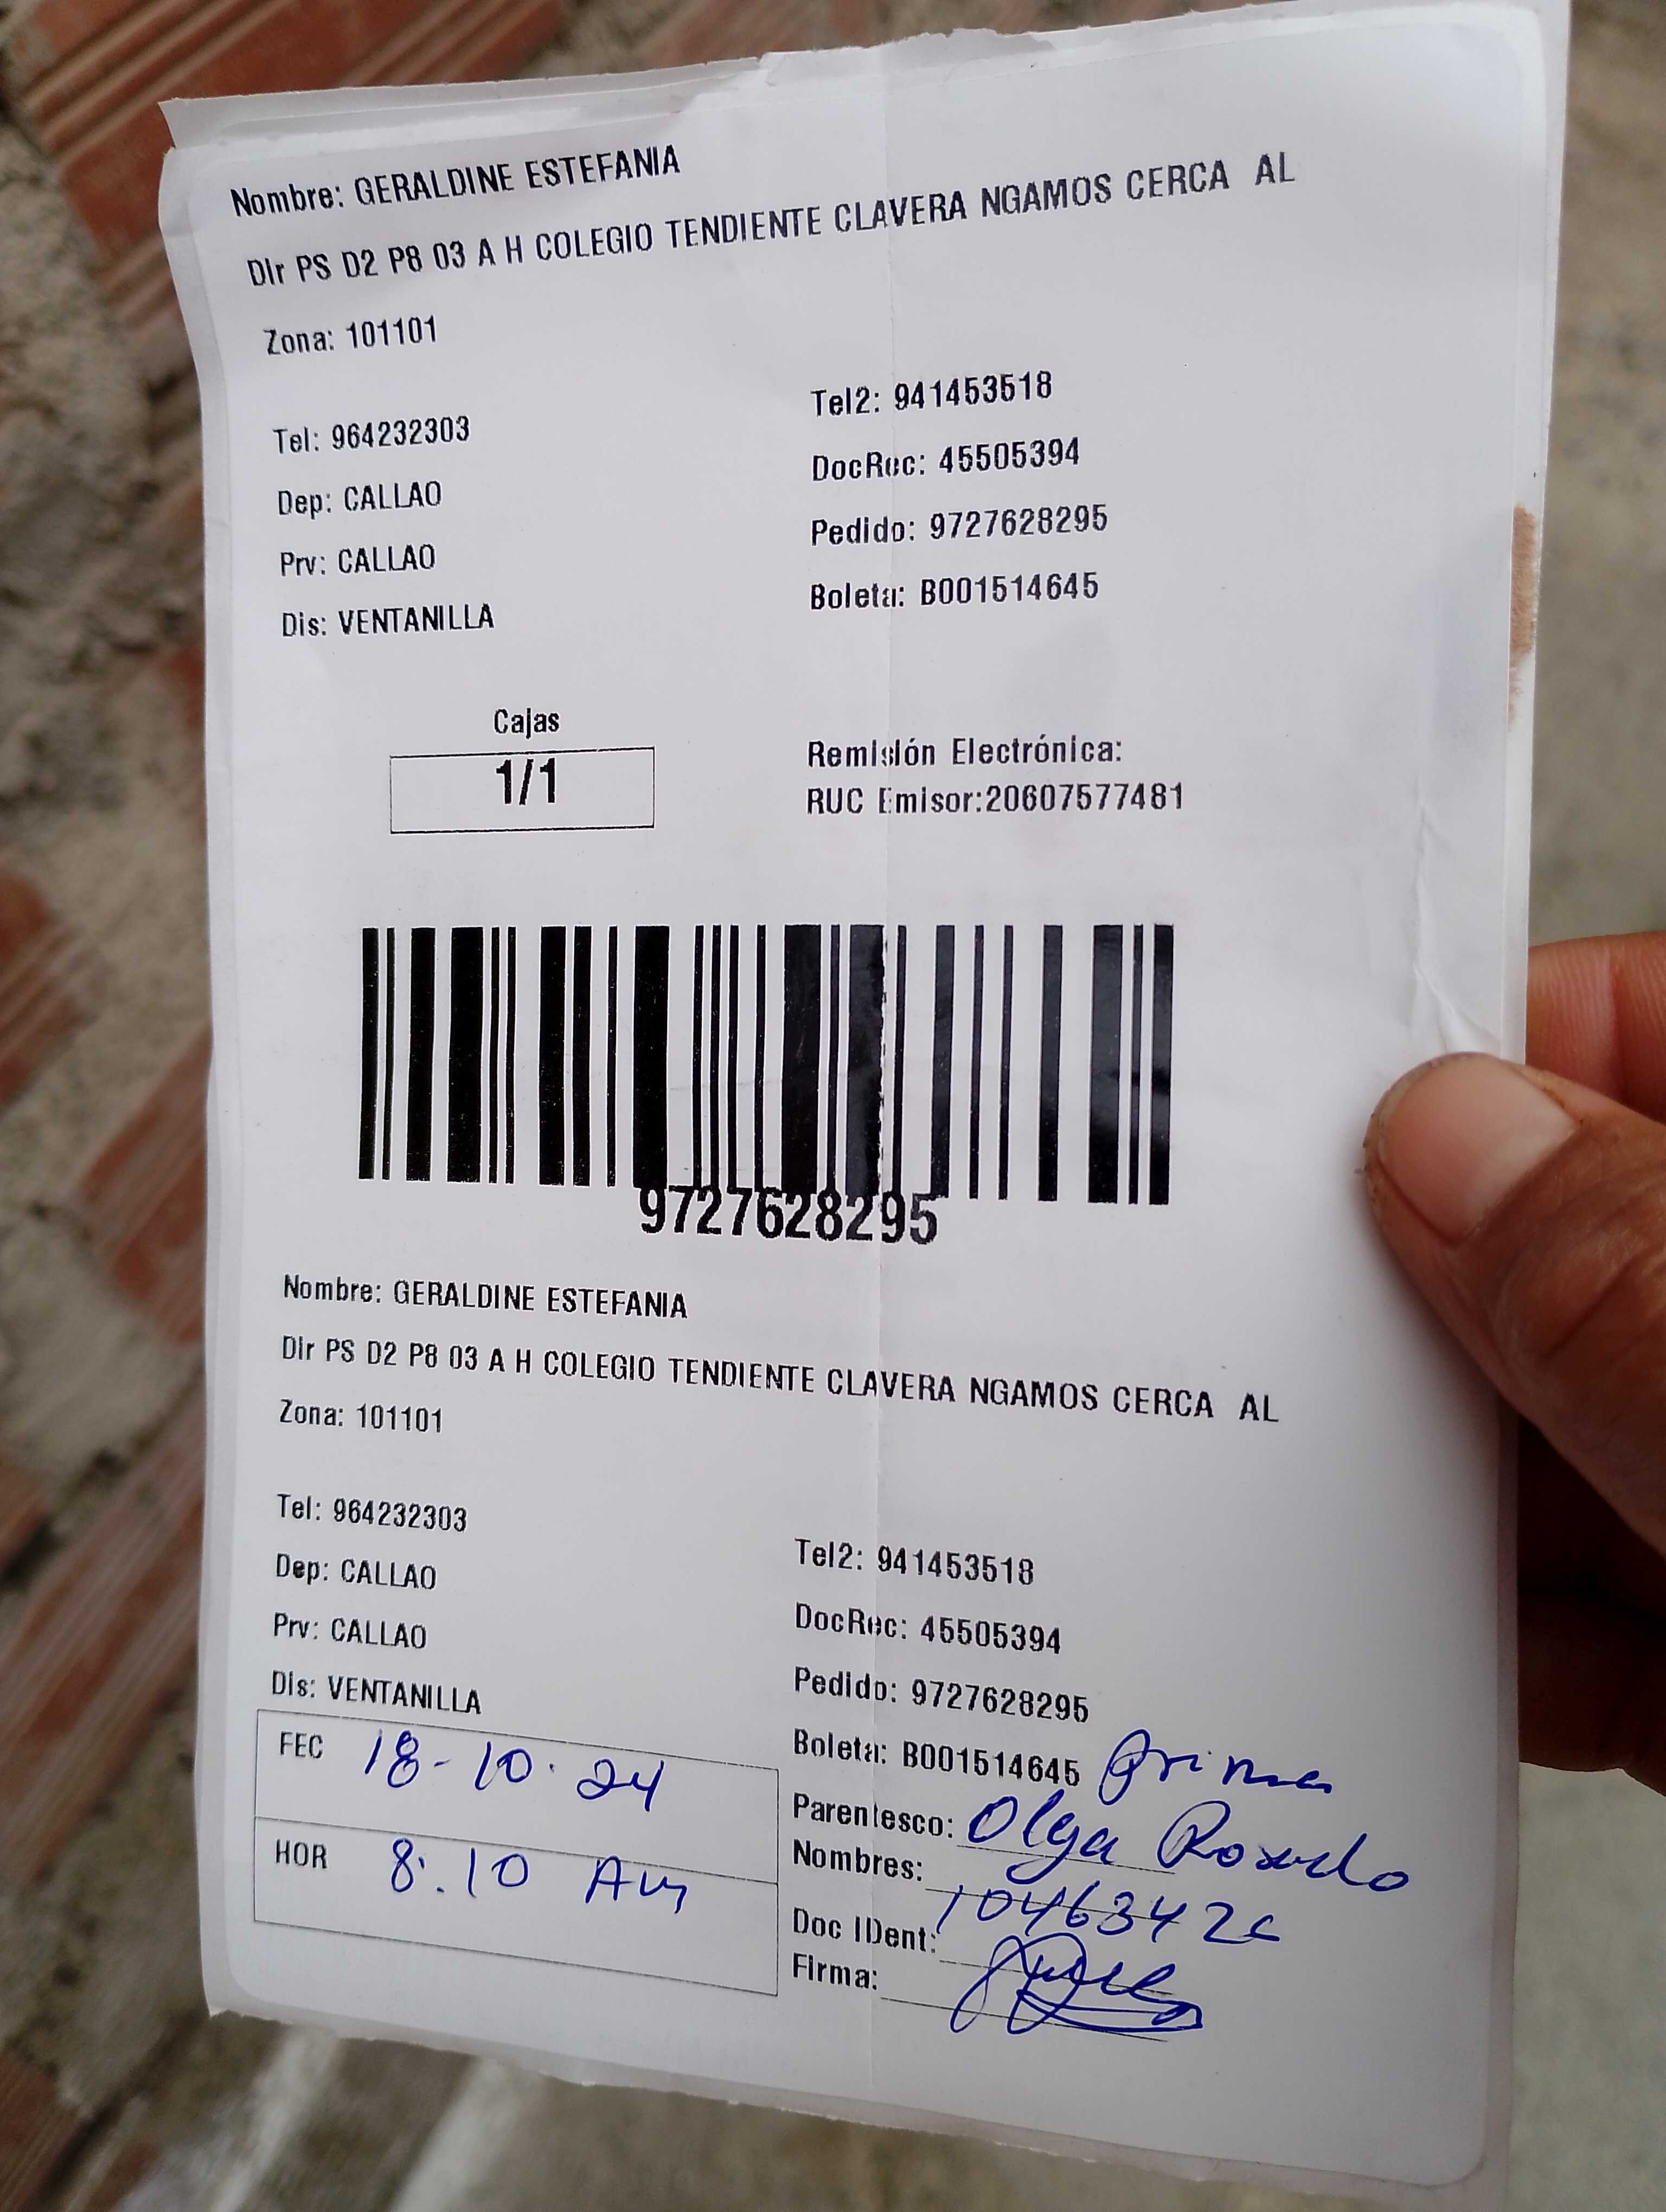 Nombre: GERALDINE ESTEFANIA
Dir PS D2 P8 03 A H COLEGIO TENDIENTE CLAVERA NGAMOS CERCA AL
Zona: 101101
Tel: 964232303
Tel2: 941453518
Dep: CALLAO
DocRec: 45505394
Prv: CALLAO
Pedido: 9727628295
Dis: VENTANILLA
Boleta: B001514645
Cajas
1/1
Remisión Electrónica:
RUC Emisor:20607577481
9727628295
Nombre: GERALDINE ESTEFANIA
Dir PS D2 P8 03 A H COLEGIO TENDIENTE CLAVERA NGAMOS CERCA AL
Zona: 101101
Tel: 964232303
Tel2: 941453518
Dep: CALLAO
DocRec: 45505394
Prv: CALLAO
Pedido: 9727628295
Dis: VENTANILLA
Boleta: B001514645 prima
FEC 18-10.24
Parentesco: Olga
Nombres:
HOR 8.10 Am
Doc IDent:
Firma: